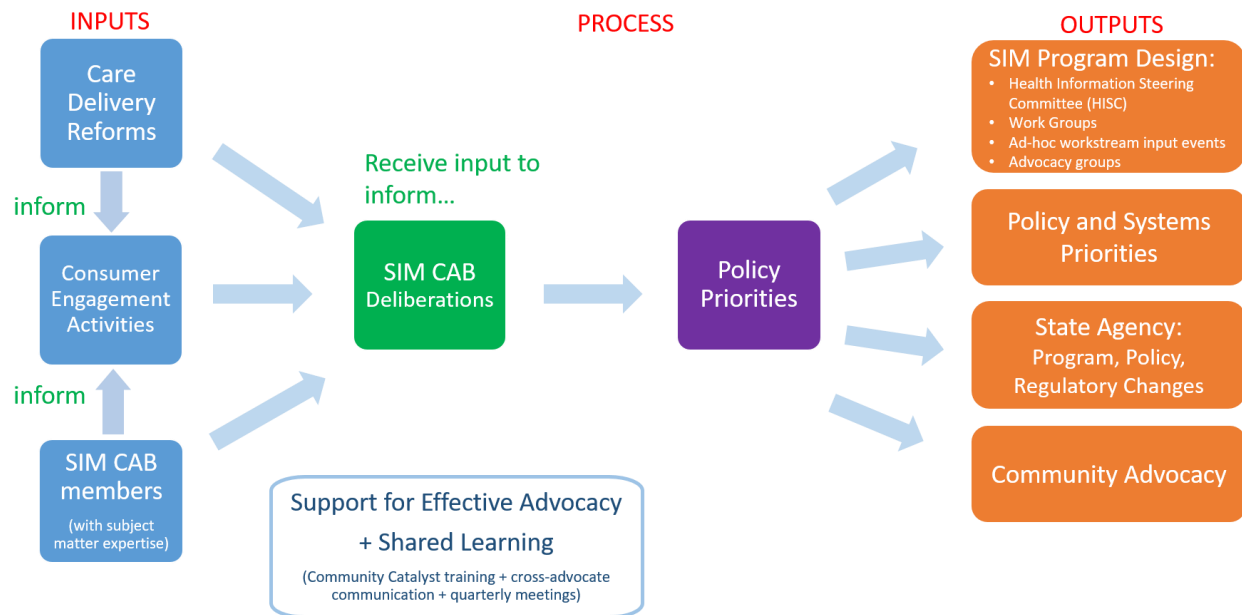 INPUTS
PROCESS
OUTPUTS
Care
Delivery
Reforms
inform
Consumer
Engagement
Activities
inform
SIM CAB
members
(with subject
matter expertise)
Receive input to
inform...
SIM CAB
Deliberations
Support for Effective Advocacy
+ Shared Learning
(Community Catalyst training + cross-advocate
communication + quarterly meetings)
Policy
Priorities
SIM Program Design:
• Health Information Steering
Committee (HISC)
• Work Groups
• Ad-hoc workstream input events
• Advocacy groups
Policy and Systems
Priorities
State Agency:
Program, Policy,
Regulatory Changes
Community Advocacy